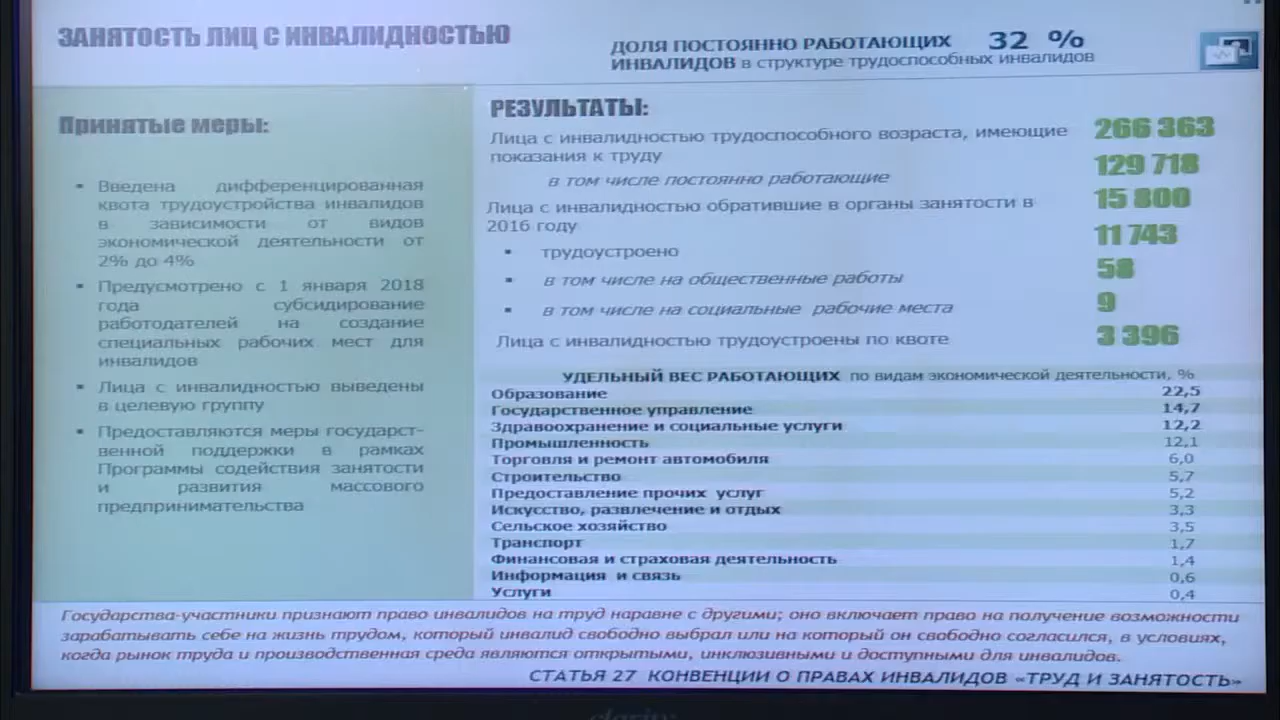 ЗАНЯТОСТЬ ЛИЦ С ИНВАЛИДНОСТЬЮ
ДОЛЯ ПОСТОЯННО РАБОТАЮЩИХ 32 %
ИНВАЛИДОВ в структуре трудоспособных инвалидов
Принятые меры:
▪ Введена дифференцированная
квота трудоустройства инвалидов
в зависимости от видов
экономической деятельности от
2% до 4%
▪ Предусмотрено с 1 января 2018
года субсидирование
работодателей на создание
специальных рабочих мест для
инвалидов
▪ Лица с инвалидностью выведены
в целевую группу
▪ Предоставляются меры государст-
венной поддержки в рамках
Программы содействия занятости
и развития массового
предпринимательства
РЕЗУЛЬТАТЫ:
Лица с инвалидностью трудоспособного возраста, имеющие 266 363
показания к труду
в том числе постоянно работающие 129 718
Лица с инвалидностью обратившие в органы занятости в 15 800
2016 году
▪ трудоустроено 11 743
▪ в том числе на общественные работы 58
▪ в том числе на социальные рабочие места 9
Лица с инвалидностью трудоустроены по квоте 3 396
УДЕЛЬНЫЙ ВЕС РАБОТАЮЩИХ по видам экономической деятельности, %
Образование 22,5
Государственное управление 14,7
Здравоохранение и социальные услуги 12,2
Промышленность 12,1
Торговля и ремонт автомобиля 6,0
Строительство 5,7
Предоставление прочих услуг 5,2
Искусство, развлечение и отдых 3,3
Сельское хозяйство 3,5
Транспорт 1,7
Финансовая и страховая деятельность 1,4
Информация и связь 0,6
Услуги 0,4
Государства-участники признают право инвалидов на труд наравне с другими; оно включает право на получение возможности
зарабатывать себе на жизнь трудом, который инвалид свободно выбрал или на который он свободно согласился, в условиях,
когда рынок труда и производственная среда являются открытыми, инклюзивными и доступными для инвалидов.
СТАТЬЯ 27 КОНВЕНЦИИ О ПРАВАХ ИНВАЛИДОВ «ТРУД И ЗАНЯТОСТЬ»